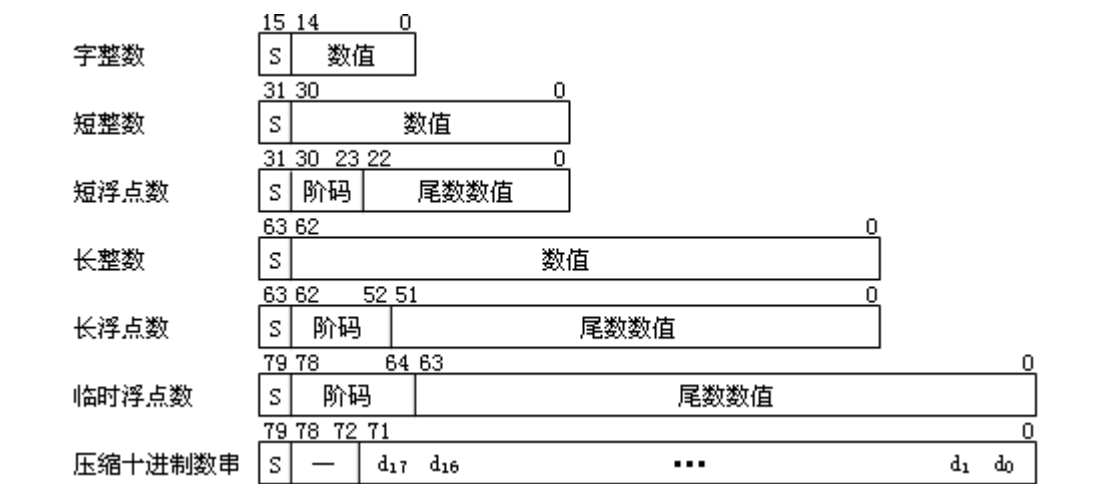 15 14 0
字整数 S 数值
31 30 0
短整数 S 数值
31 30 23 22 0
短浮点数 S 阶码 尾数数值
63 62 0
长整数 S 数值
63 62 52 51 0
长浮点数 S 阶码 尾数数值
79 78 64 63 0
临时浮点数 S 阶码 尾数数值
79 78 72 71 0
压缩十进制数串 S — d₁₇ d₁₆ ··· d₁ d₀